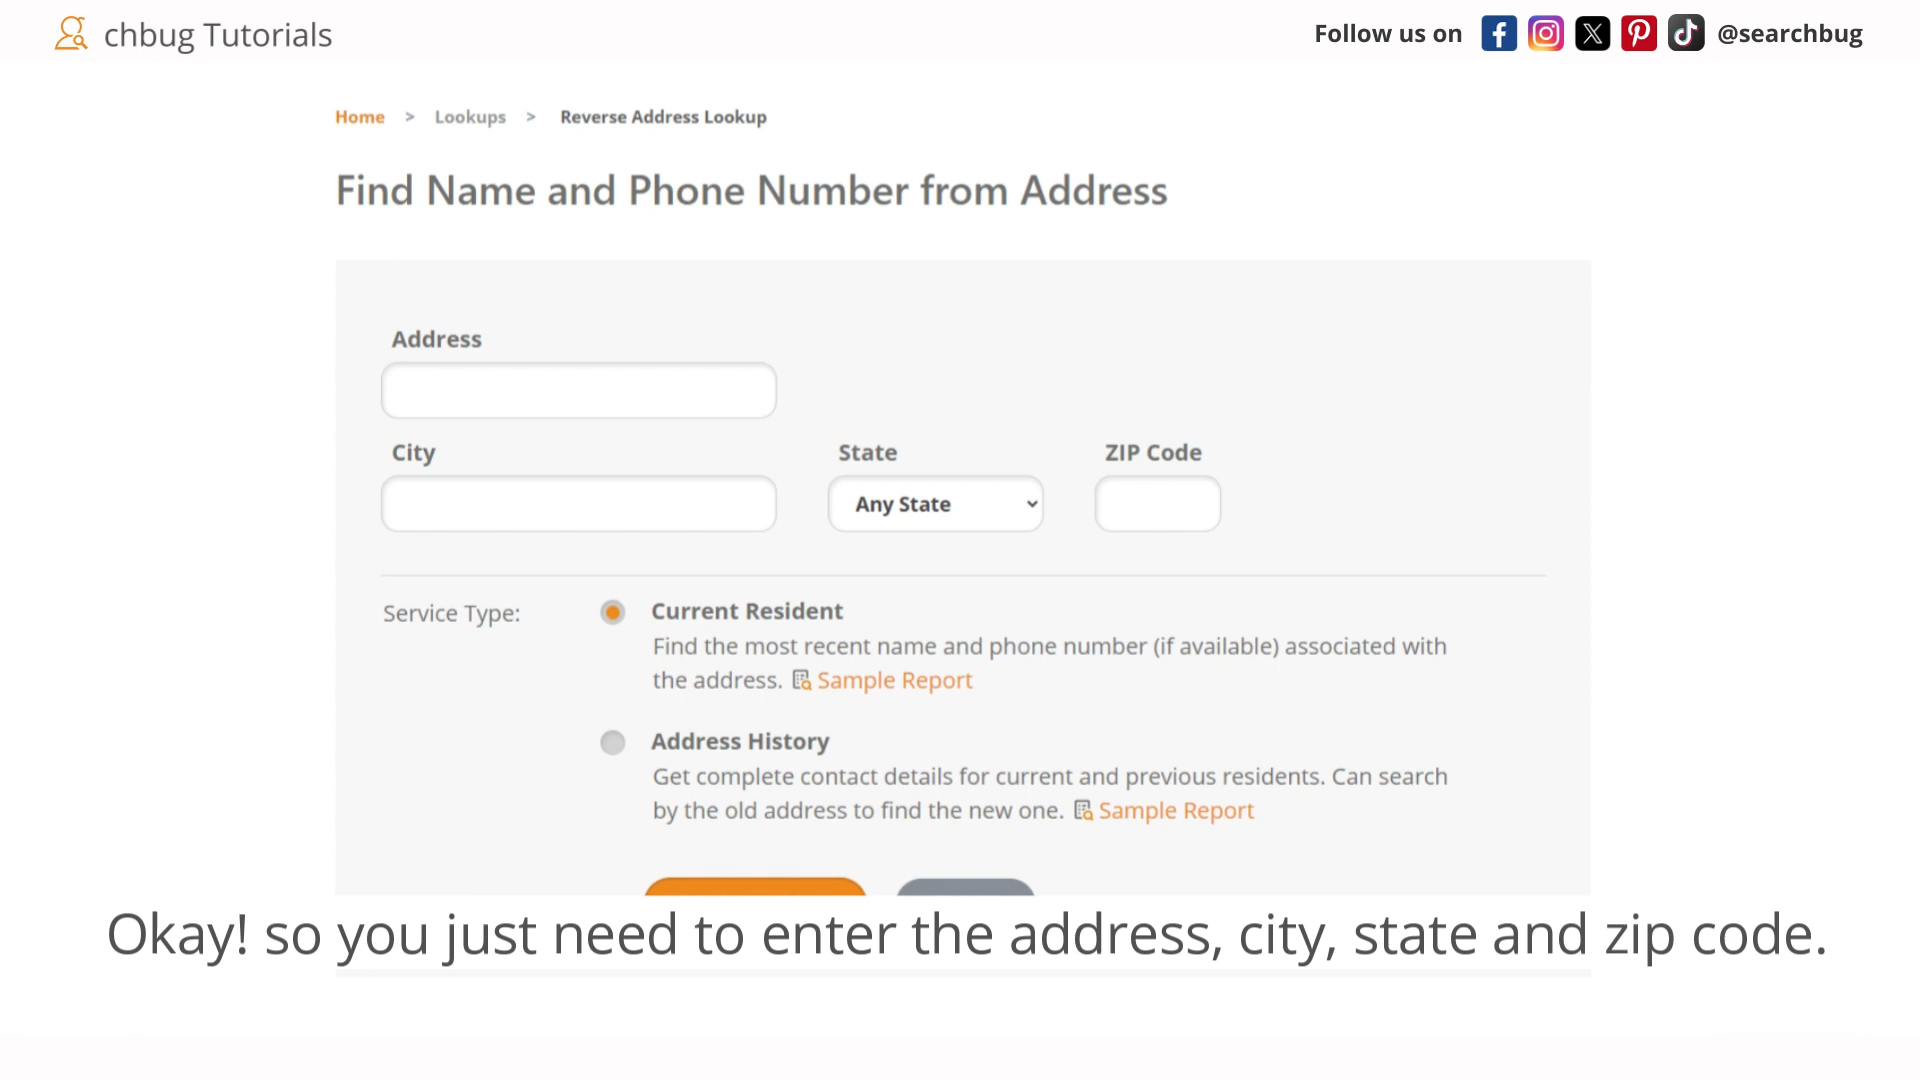 chbug Tutorials
Follow us on @searchbug
Home > Lookups > Reverse Address Lookup
Find Name and Phone Number from Address
Address
City State ZIP Code
Any State
Service Type: Current Resident
Find the most recent name and phone number (if available) associated with
the address. Sample Report
Address History
Get complete contact details for current and previous residents. Can search
by the old address to find the new one. Sample Report
Okay! so you just need to enter the address, city, state and zip code.